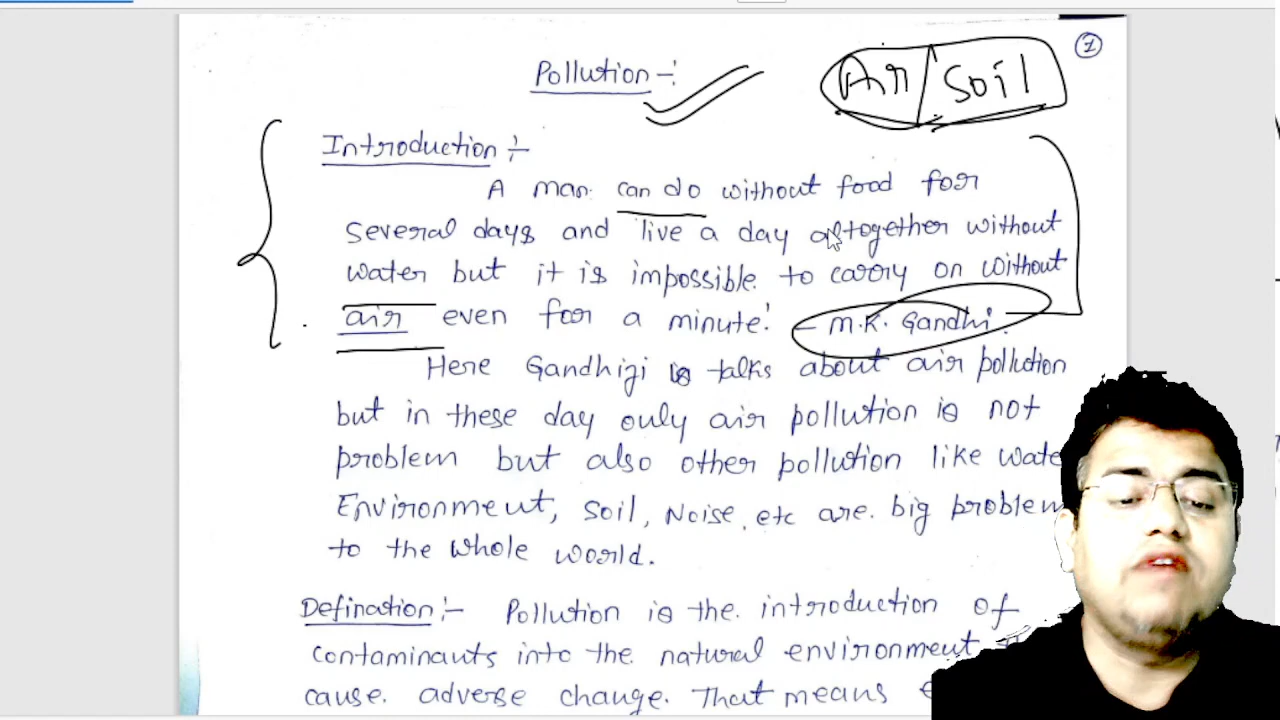 Pollution -:
Air / Soil
1
Introduction :-
A man can do without food for
several days and live a day altogether without
water but it is impossible to carry on without
air even for a minute.' - M.K. Gandhi.
Here Gandhigi is talks about air pollution
but in these day only air pollution is not
problem but also other pollution like Wate
Environment, Soil, Noise, etc are. big problem
to the whole world.
Defination :- Pollution is the introduction of
contaminants into the natural environment
cause. adverse change. That means